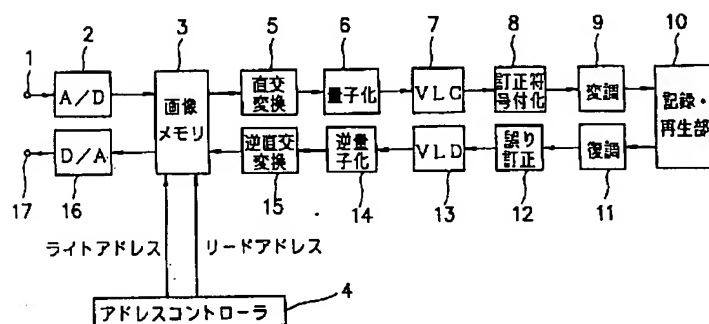 1
2
3
5
6
7
8
9
10
A/D
画像
メモリ
直交
変換
量子化
VLC
訂正符
号付化
変調
記録・
再生部
D/A
逆直交
変換
逆量
子化
VLD
誤り
訂正
復調
17
16
15
14
13
12
11
ライトアドレス
リードアドレス
アドレスコントローラ
4